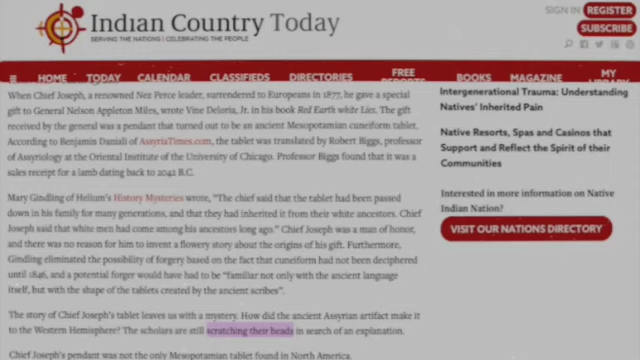 Indian Country Today
SERVING THE NATIONS | CELEBRATING THE PEOPLE
SIGN IN REGISTER
SUBSCRIBE
HOME TODAY CALENDAR CLASSIFIEDS DIRECTORIES FREE BOOKS MAGAZINE MY
When Chief Joseph, a renowned Nez Perce leader, surrendered to Europeans in 1877, he gave a special
gift to General Nelson Appleton Miles, wrote Vine Deloria, Jr. in his book Red Earth white Lies. The gift
received by the general was a pendant that turned out to be an ancient Mesopotamian cuneiform tablet.
According to Benjamin Daniali of AssyriaTimes.com, the tablet was translated by Robert Biggs, professor
of Assyriology at the Oriental Institute of the University of Chicago. Professor Biggs found that it was a
sales receipt for a lamb dating back to 2042 B.C.
Mary Gindling of Helium's History Mysteries wrote, "The chief said that the tablet had been passed
down in his family for many generations, and that they had inherited it from their white ancestors. Chief
Joseph said that white men had come among his ancestors long ago." Chief Joseph was a man of honor,
and there was no reason for him to invent a flowery story about the origins of his gift. Furthermore,
Gindling eliminated the possibility of forgery based on the fact that cuneiform had not been deciphered
until 1846, and a potential forger would have had to be "familiar not only with the ancient language
itself, but with the shape of the tablets created by the ancient scribes".
The story of Chief Joseph's tablet leaves us with a mystery. How did the ancient Assyrian artifact make it
to the Western Hemisphere? The scholars are still scratching their heads in search of an explanation.
Chief Joseph's pendant was not the only Mesopotamian tablet found in North America.
Intergenerational Trauma: Understanding
Natives' Inherited Pain
Native Resorts, Spas and Casinos that
Support and Reflect the Spirit of their
Communities
Interested in more information on Native
Indian Nation?
VISIT OUR NATIONS DIRECTORY